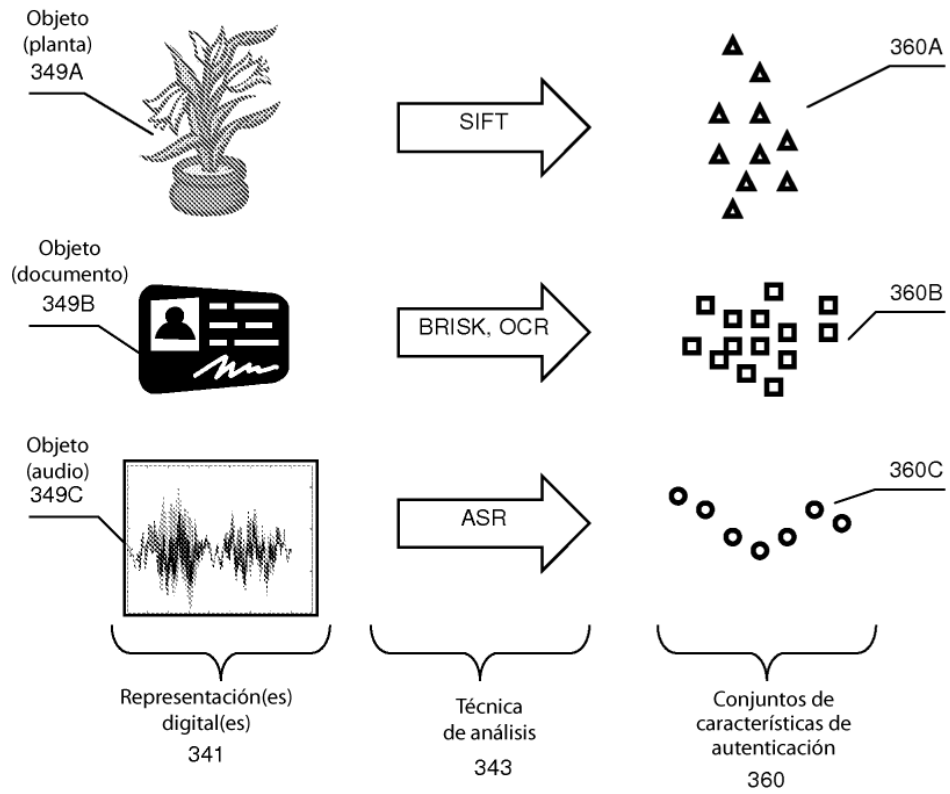 Objeto
(planta)
349A
SIFT
360A
Objeto
(documento)
349B
BRISK, OCR
360B
Objeto
(audio)
349C
ASR
360C
Representación(es)
digital(es)
341
Técnica
de análisis
343
Conjuntos de
características de
autenticación
360